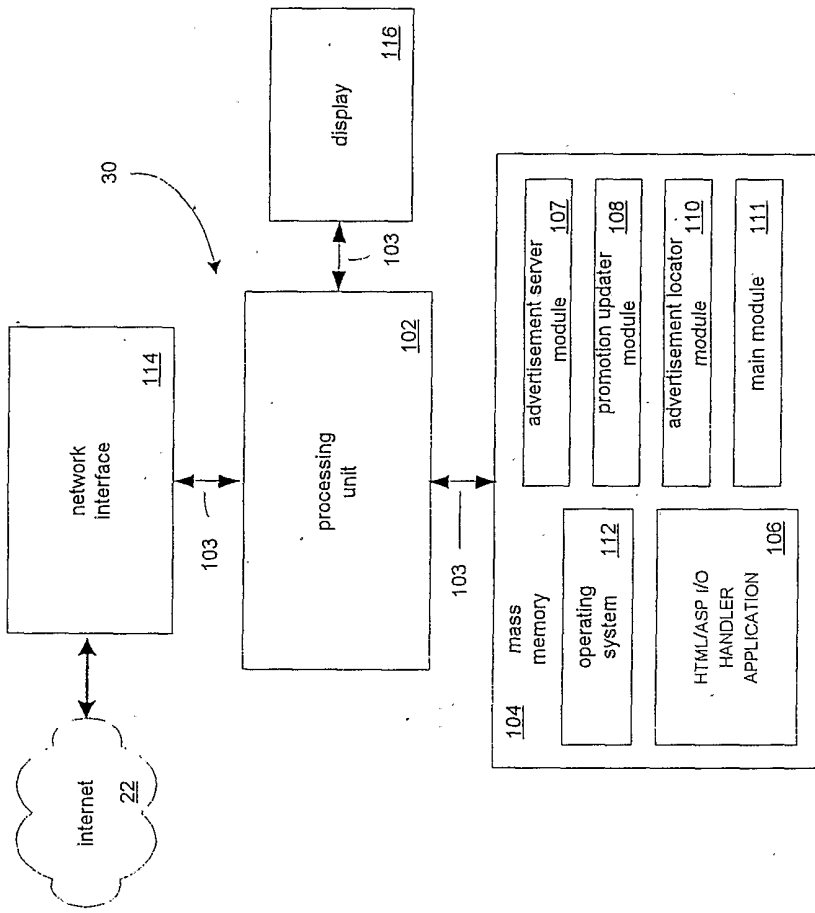 30
internet
22
network
interface
114
103
processing
unit
102
103
display
116
103
104
mass
memory
operating
system
112
HTML/ASP I/O
HANDLER
APPLICATION
106
advertisement server
module
107
promotion updater
module
108
advertisement locator
module
110
main module
111